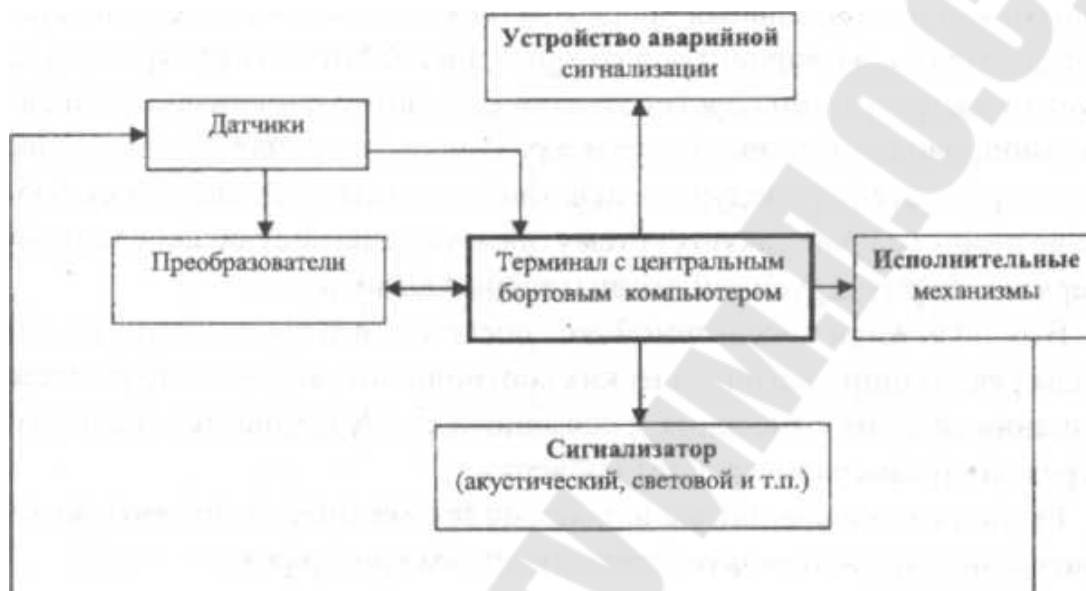 Устройство аварийной
сигнализации
Датчики
Преобразователи
Терминал с центральным
бортовым компьютером
Исполнительные
механизмы
Сигнализатор
(акустический, световой и т.п.)